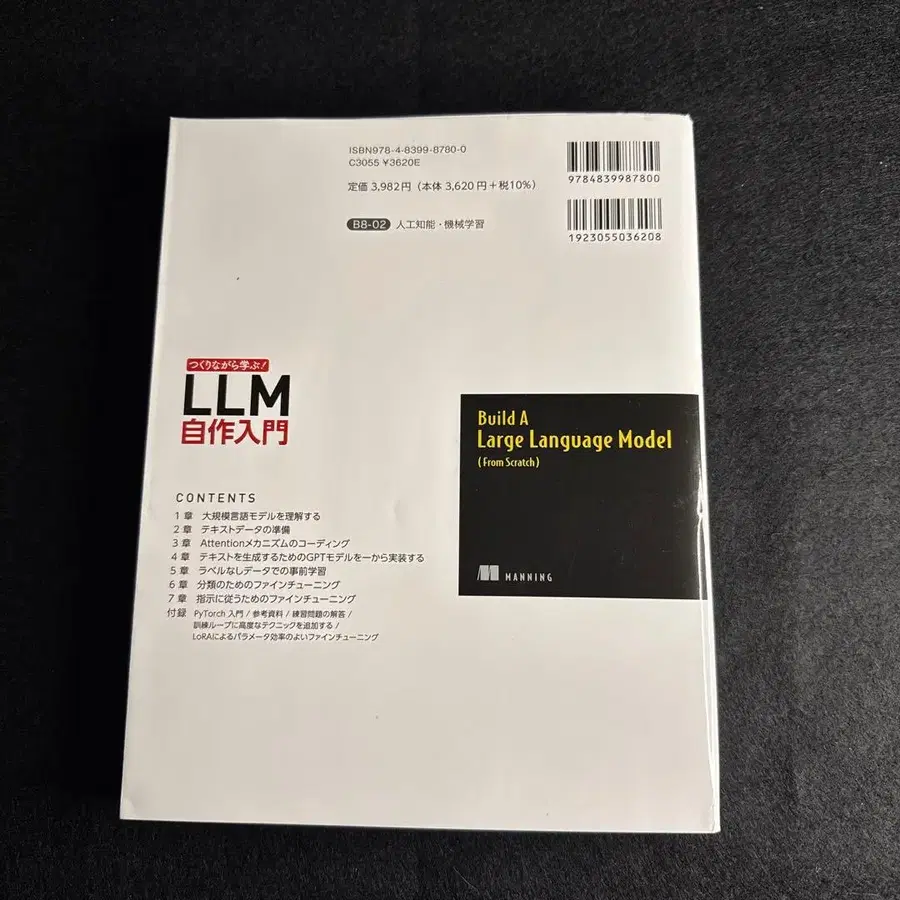 ISBN978-4-8399-8780-0
C3055 ¥3620E
定価 3,982円（本体 3,620 円＋税10%）
B8-02 人工知能・機械学習
9784839987800
1923055036208
つくりながら学ぶ!
LLM
自作入門
CONTENTS
1 章 大規模言語モデルを理解する
2 章 テキストデータの準備
3 章 Attentionメカニズムのコーディング
4 章 テキストを生成するためのGPTモデルを一から実装する
5 章 ラベルなしデータでの事前学習
6 章 分類のためのファインチューニング
7 章 指示に従うためのファインチューニング
付録 PyTorch 入門 / 参考資料 / 練習問題の解答 /
訓練ループに高度なテクニックを追加する /
LoRAによるパラメータ効率のよいファインチューニング
Build A
Large Language Model
(From Scratch)
MANNING